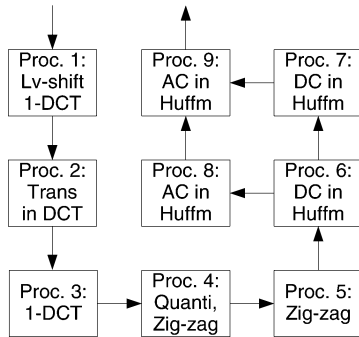 Proc. 1:
Lv-shift
1-DCT
Proc. 9:
AC in
Huffm
Proc. 7:
DC in
Huffm
Proc. 2:
Trans
in DCT
Proc. 8:
AC in
Huffm
Proc. 6:
DC in
Huffm
Proc. 3:
1-DCT
Proc. 4:
Quanti,
Zig-zag
Proc. 5:
Zig-zag